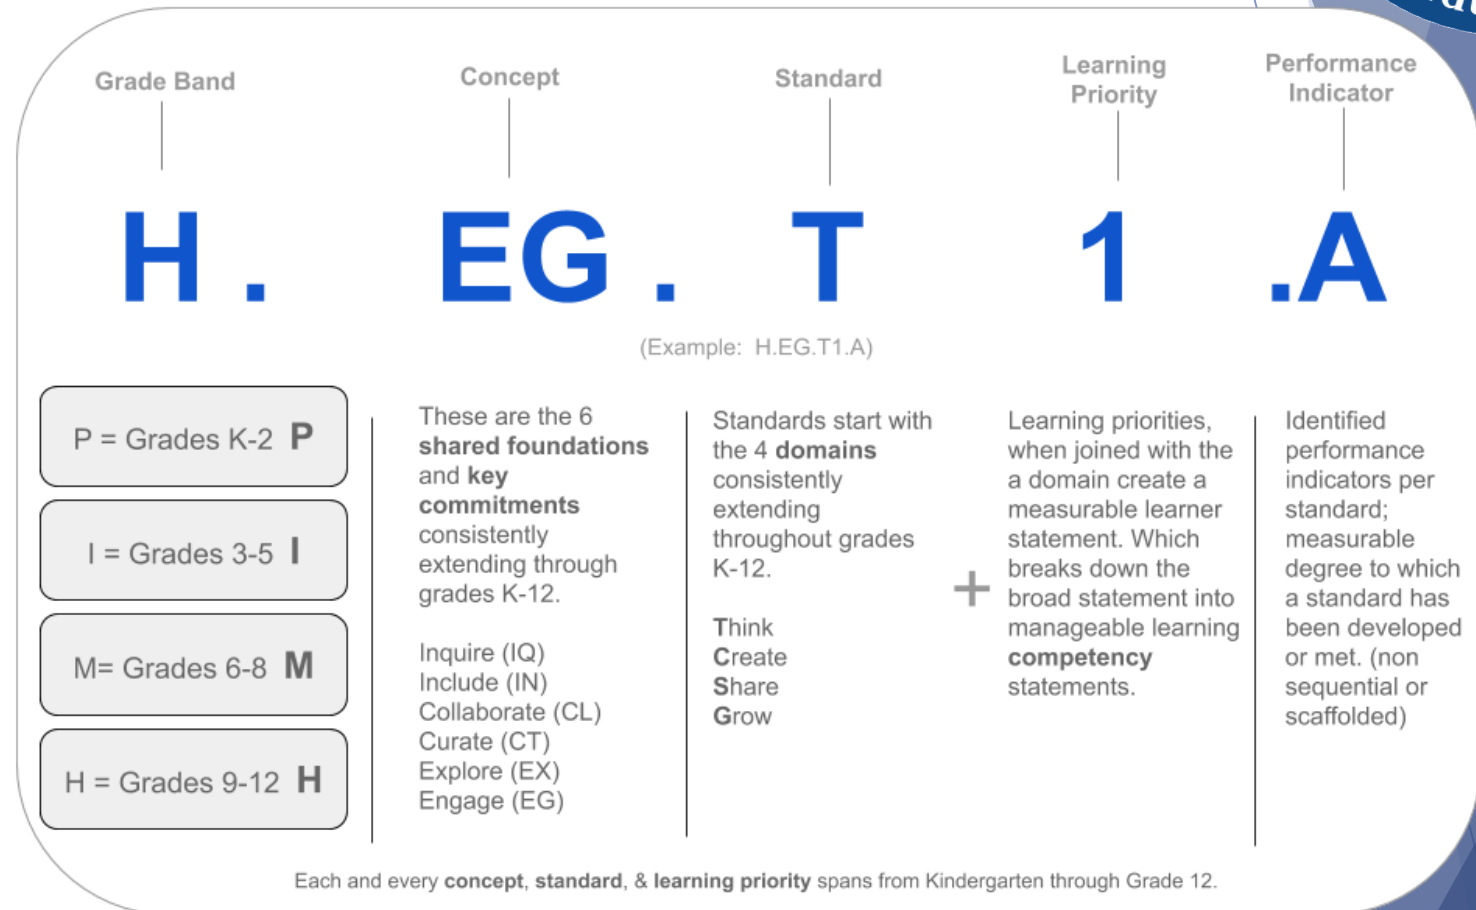 Grade Band
Concept
Standard
Learning
Priority
Performance
Indicator
H . EG . T 1 .A
(Example: H.EG.T1.A)
P = Grades K-2 P
I = Grades 3-5 I
M= Grades 6-8 M
H = Grades 9-12 H
These are the 6
shared foundations
and key
commitments
consistently
extending through
grades K-12.
Inquire (IQ)
Include (IN)
Collaborate (CL)
Curate (CT)
Explore (EX)
Engage (EG)
Standards start with
the 4 domains
consistently
extending
throughout grades
K-12.
Think
Create
Share
Grow
+
Learning priorities,
when joined with the
a domain create a
measurable learner
statement. Which
breaks down the
broad statement into
manageable learning
competency
statements.
Identified
performance
indicators per
standard;
measurable
degree to which
a standard has
been developed
or met. (non
sequential or
scaffolded)
Each and every concept, standard, & learning priority spans from Kindergarten through Grade 12.